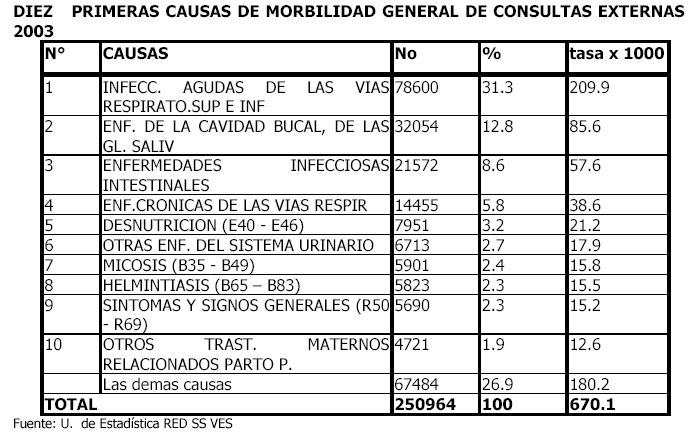 DIEZ PRIMERAS CAUSAS DE MORBILIDAD GENERAL DE CONSULTAS EXTERNAS
2003
N° CAUSAS No % tasa x 1000
1 INFECC. AGUDAS DE LAS VIAS 78600 31.3 209.9
RESPIRATO.SUP E INF
2 ENF. DE LA CAVIDAD BUCAL, DE LAS 32054 12.8 85.6
GL. SALIV
3 ENFERMEDADES INFECCIOSAS 21572 8.6 57.6
INTESTINALES
4 ENF.CRONICAS DE LAS VIAS RESPIR 14455 5.8 38.6
5 DESNUTRICION (E40 - E46) 7951 3.2 21.2
6 OTRAS ENF. DEL SISTEMA URINARIO 6713 2.7 17.9
7 MICOSIS (B35 - B49) 5901 2.4 15.8
8 HELMINTIASIS (B65 – B83) 5823 2.3 15.5
9 SINTOMAS Y SIGNOS GENERALES (R50 5690 2.3 15.2
- R69)
10 OTROS TRAST. MATERNOS 4721 1.9 12.6
RELACIONADOS PARTO P.
Las demas causas 67484 26.9 180.2
TOTAL 250964 100 670.1
Fuente: U. de Estadística RED SS VES